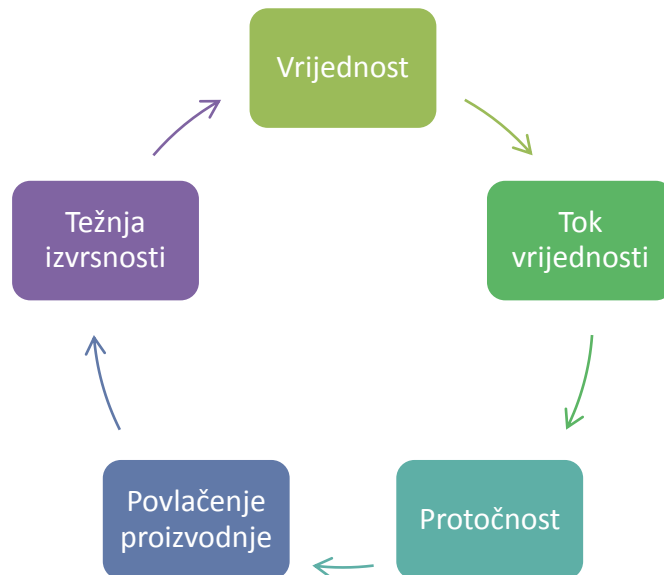 Vrijednost
Tok
vrijednosti
Protočnost
Povlačenje
proizvodnje
Težnja
izvrsnosti